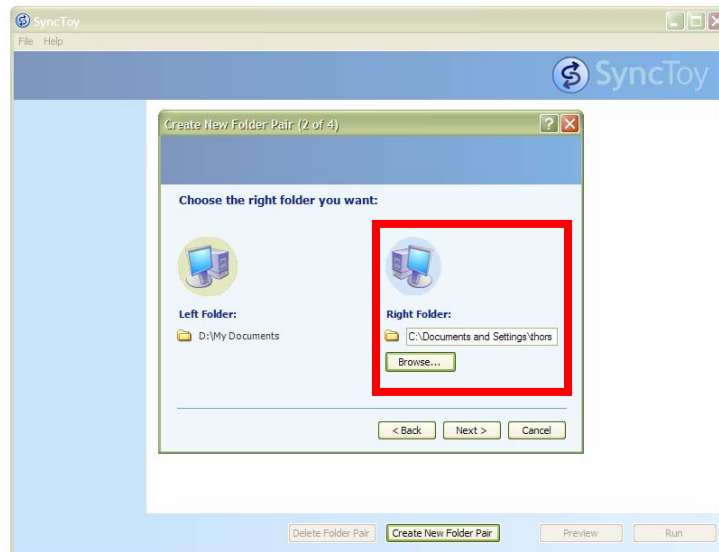 SyncToy
File Help
SyncToy
Create New Folder Pair (2 of 4)
Choose the right folder you want:
Left Folder:
D:\My Documents
Right Folder:
C:\Documents and Settings\thors
Browse...
< Back Next > Cancel
Delete Folder Pair Create New Folder Pair Preview Run